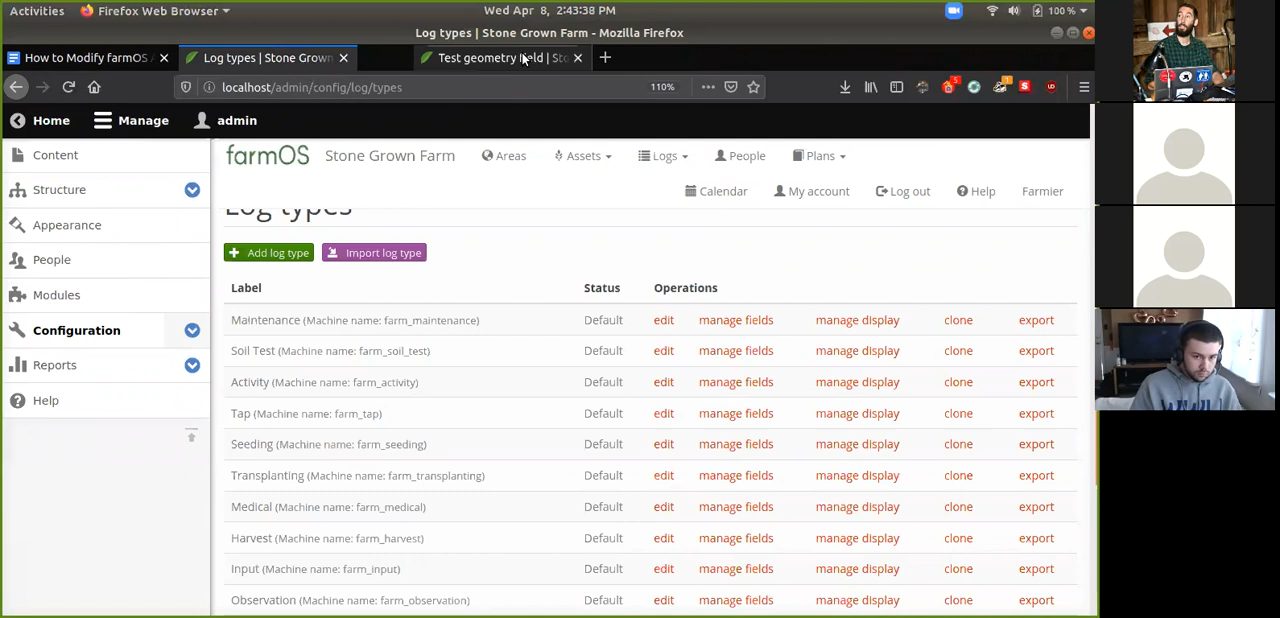 Activities Firefox Web Browser Wed Apr 8, 2:43:38 PM 100 %
Log types | Stone Grown Farm - Mozilla Firefox
How to Modify farmOS Log types | Stone Grown Test geometry field | Sto
localhost/admin/config/log/types 110%
Home Manage admin
Content
Structure
Appearance
People
Modules
Configuration
Reports
Help
farmOS Stone Grown Farm Areas Assets Logs People Plans
Calendar My account Log out Help Farmier
Log types
Add log type Import log type
Label Status Operations
Maintenance (Machine name: farm_maintenance) Default edit manage fields manage display clone export
Soil Test (Machine name: farm_soil_test) Default edit manage fields manage display clone export
Activity (Machine name: farm_activity) Default edit manage fields manage display clone export
Tap (Machine name: farm_tap) Default edit manage fields manage display clone export
Seeding (Machine name: farm_seeding) Default edit manage fields manage display clone export
Transplanting (Machine name: farm_transplanting) Default edit manage fields manage display clone export
Medical (Machine name: farm_medical) Default edit manage fields manage display clone export
Harvest (Machine name: farm_harvest) Default edit manage fields manage display clone export
Input (Machine name: farm_input) Default edit manage fields manage display clone export
Observation (Machine name: farm_observation) Default edit manage fields manage display clone export